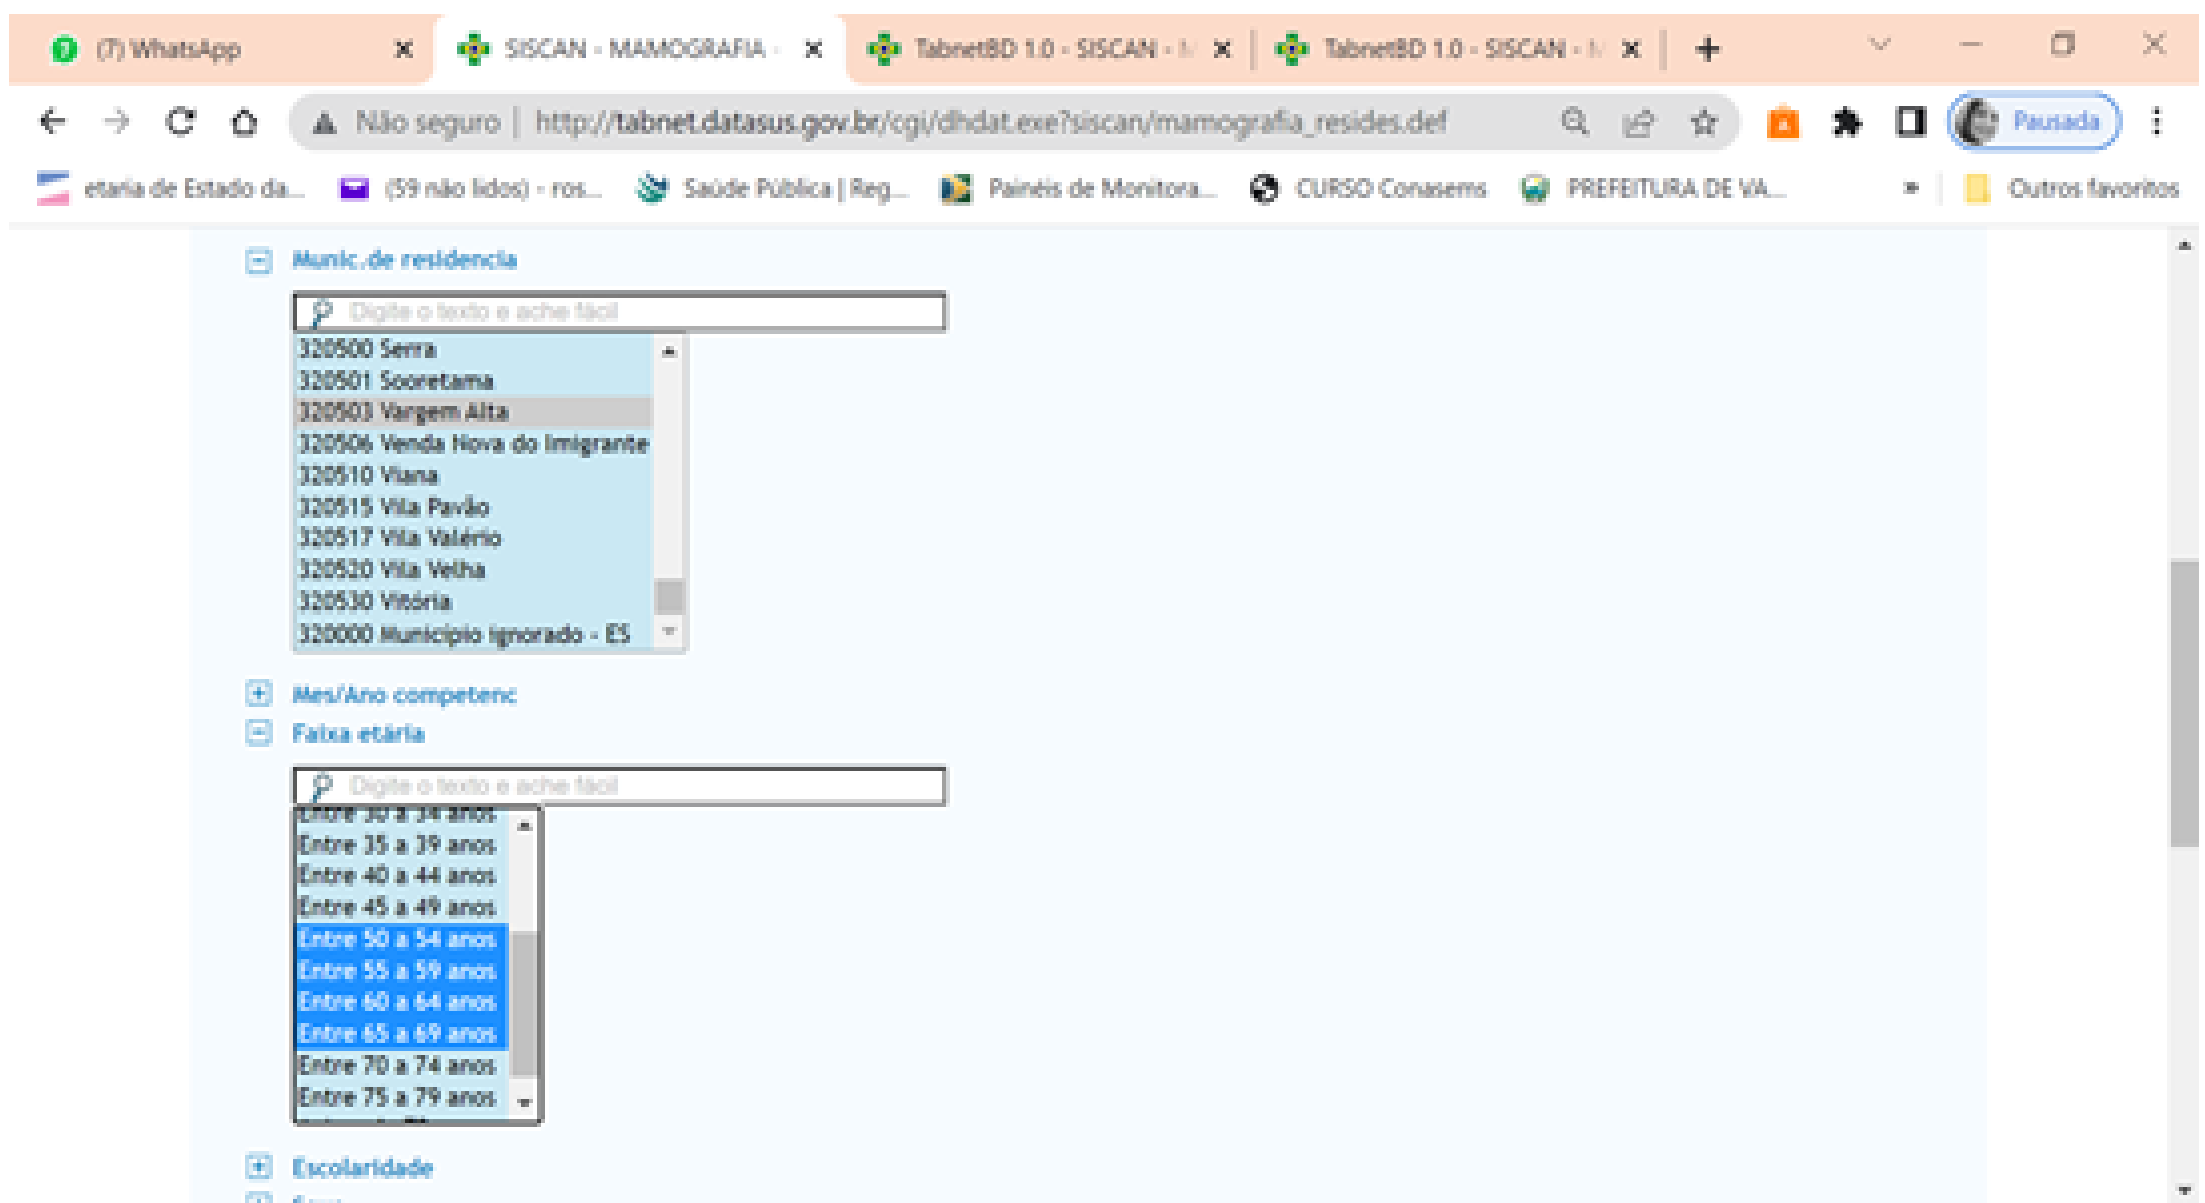 (7) WhatsApp
SISCAN - MAMOGRAFIA -
TabnetBD 1.0 - SISCAN -
TabnetBD 1.0 - SISCAN -
Não seguro | http://tabnet.datasus.gov.br/cgi/dhdat.exe?siscan/mamografia_resides.def
Pausada
etaria de Estado da...
(59 não lidos) - ros...
Saúde Pública | Reg...
Painéis de Monitora...
CURSO Conasems
PREFEITURA DE VA...
Outros favoritos
Munic.de residencia
Digite o texto e ache fácil
320500 Serra
320501 Sooretama
320503 Vargem Alta
320506 Venda Nova do Imigrante
320510 Viana
320515 Vila Pavão
320517 Vila Valério
320520 Vila Velha
320530 Vitória
320000 Município ignorado - ES
Mes/Ano competenc
Faixa etária
Digite o texto e ache fácil
Entre 30 a 34 anos
Entre 35 a 39 anos
Entre 40 a 44 anos
Entre 45 a 49 anos
Entre 50 a 54 anos
Entre 55 a 59 anos
Entre 60 a 64 anos
Entre 65 a 69 anos
Entre 70 a 74 anos
Entre 75 a 79 anos
Escolaridade